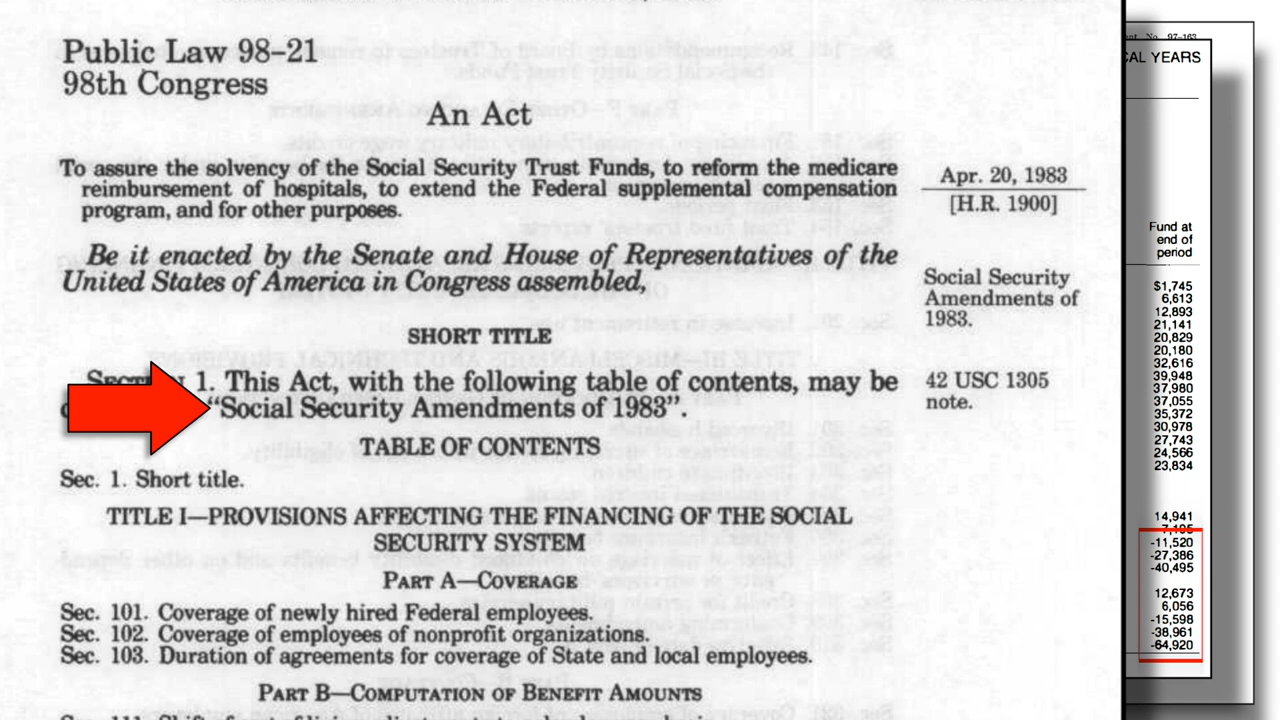 Public Law 98–21
98th Congress
An Act
To assure the solvency of the Social Security Trust Funds, to reform the medicare
reimbursement of hospitals, to extend the Federal supplemental compensation
program, and for other purposes.
Apr. 20, 1983
[H.R. 1900]
Be it enacted by the Senate and House of Representatives of the
United States of America in Congress assembled,
Social Security
Amendments of
1983.
SHORT TITLE
SECTION 1. This Act, with the following table of contents, may be
“Social Security Amendments of 1983”.
42 USC 1305
note.
TABLE OF CONTENTS
Sec. 1. Short title.
TITLE I—PROVISIONS AFFECTING THE FINANCING OF THE SOCIAL
SECURITY SYSTEM
PART A—COVERAGE
Sec. 101. Coverage of newly hired Federal employees.
Sec. 102. Coverage of employees of nonprofit organizations.
Sec. 103. Duration of agreements for coverage of State and local employees.
PART B—COMPUTATION OF BENEFIT AMOUNTS
No. 97-163
YEARS
Fund at
end of
period
$1,745
6,613
12,893
21,141
20,829
20,180
32,616
39,948
37,980
37,055
35,372
30,978
27,743
24,566
23,834
14,941
-11,520
-27,386
-40,495
12,673
6,056
-15,598
-38,961
-64,920